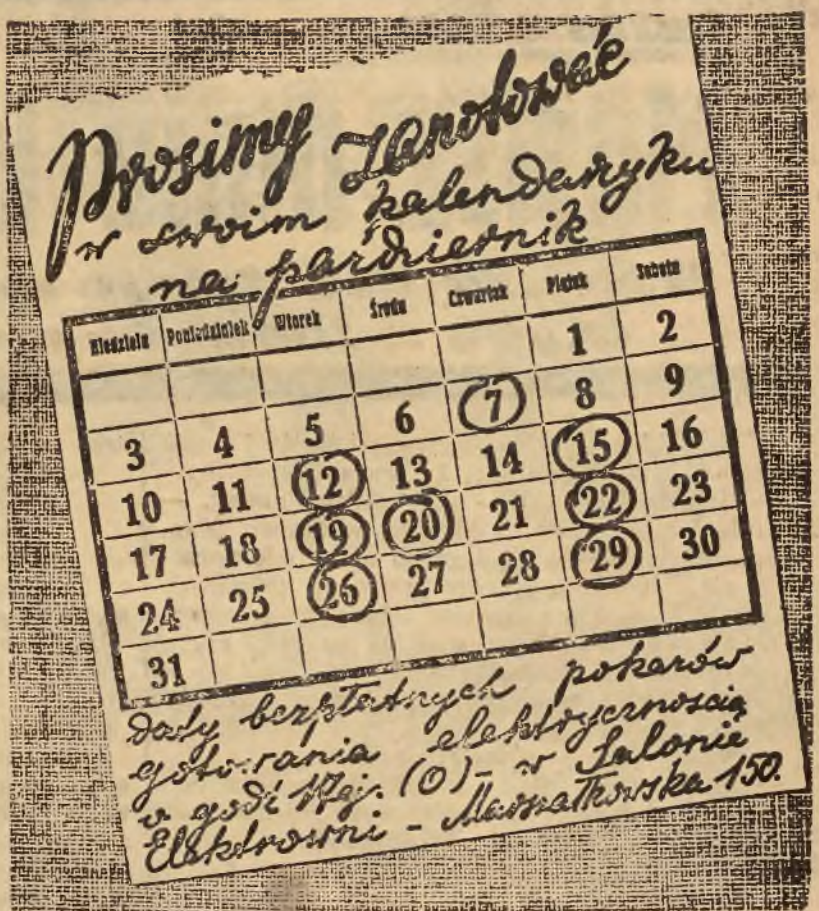 Prosimy zanotować
w swoim kalendarzyku
na październik
Niedziela Poniedziałek Wtorek Środa Czwartek Piątek Sobota
1 2
3 4 5 6 7 8 9
10 11 12 13 14 15 16
17 18 19 20 21 22 23
24 25 26 27 28 29 30
31
daty bezpłatnych pokazów
gotowania elektrycznością
w godz 17ej. (O) - w Salonie
Elektrowni - Marszałkowska 150.